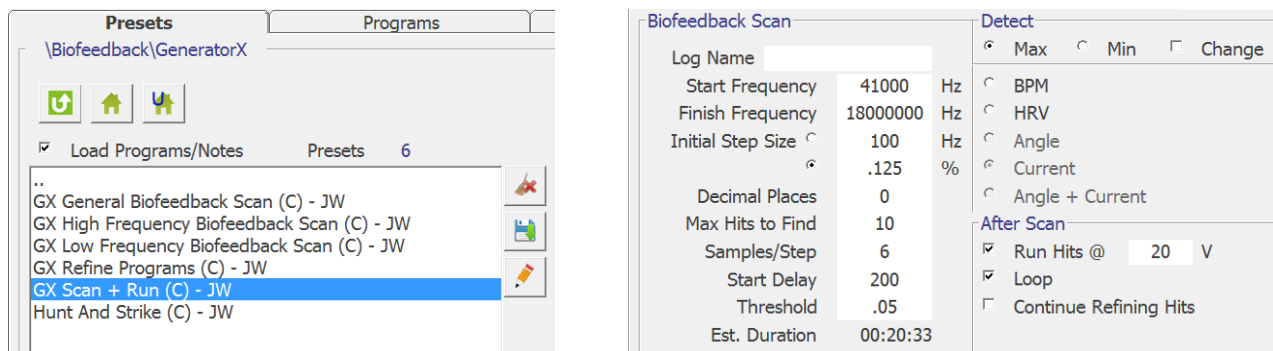 Presets
Programs
\Biofeedback\GeneratorX
Load Programs/Notes Presets 6
..
GX General Biofeedback Scan (C) - JW
GX High Frequency Biofeedback Scan (C) - JW
GX Low Frequency Biofeedback Scan (C) - JW
GX Refine Programs (C) - JW
GX Scan + Run (C) - JW
Hunt And Strike (C) - JW
Biofeedback Scan
Log Name
Start Frequency 41000 Hz
Finish Frequency 18000000 Hz
Initial Step Size 100 Hz
.125 %
Decimal Places 0
Max Hits to Find 10
Samples/Step 6
Start Delay 200
Threshold .05
Est. Duration 00:20:33
Detect
Max Min Change
BPM
HRV
Angle
Current
Angle + Current
After Scan
Run Hits @ 20 V
Loop
Continue Refining Hits